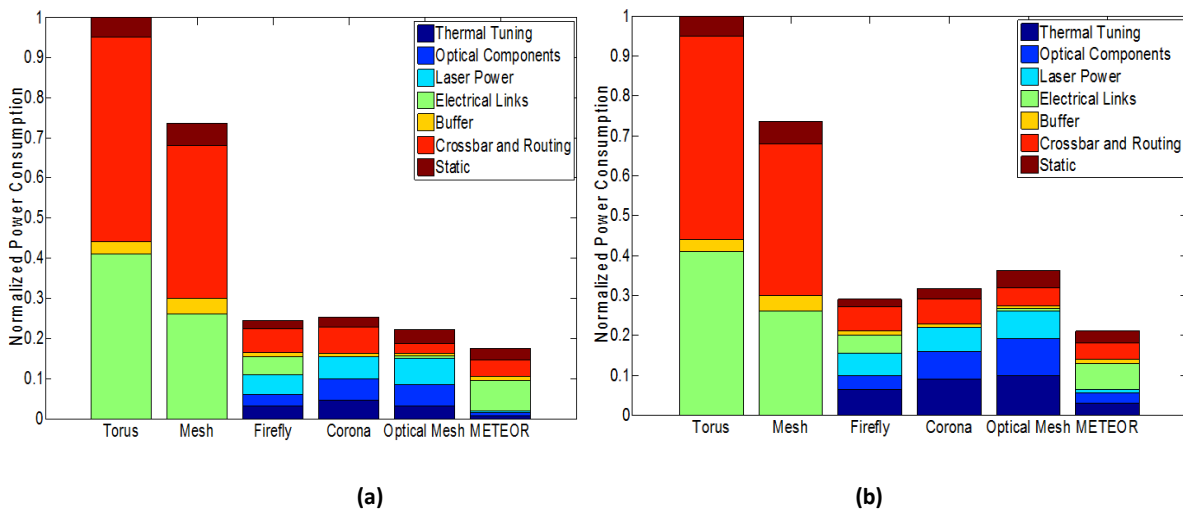 Normalized Power Consumption
1
0.9
0.8
0.7
0.6
0.5
0.4
0.3
0.2
0.1
0
Thermal Tuning
Optical Components
Laser Power
Electrical Links
Buffer
Crossbar and Routing
Static
Torus Mesh Firefly Corona Optical Mesh METEOR
(a)
Normalized Power Consumption
1
0.9
0.8
0.7
0.6
0.5
0.4
0.3
0.2
0.1
0
Thermal Tuning
Optical Components
Laser Power
Electrical Links
Buffer
Crossbar and Routing
Static
Torus Mesh Firefly Corona Optical Mesh METEOR
(b)